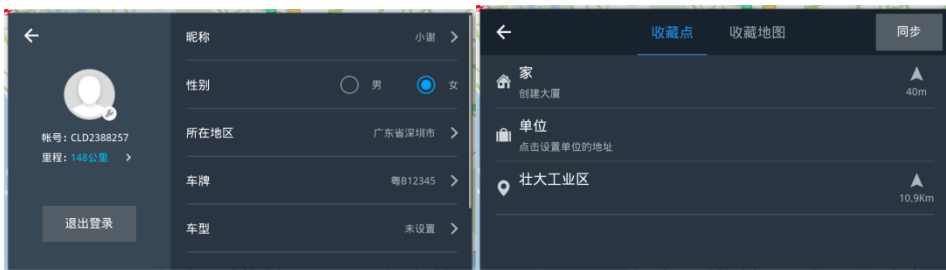 昵称 小谢
性别 男 女
帐号：CLD2388257
所在地区 广东省深圳市
里程：148公里
车牌 粤B12345
退出登录
车型 未设置
收藏点 收藏地图 同步
家
创建大厦 40m
单位
点击设置单位的地址
壮大工业区
10.9Km